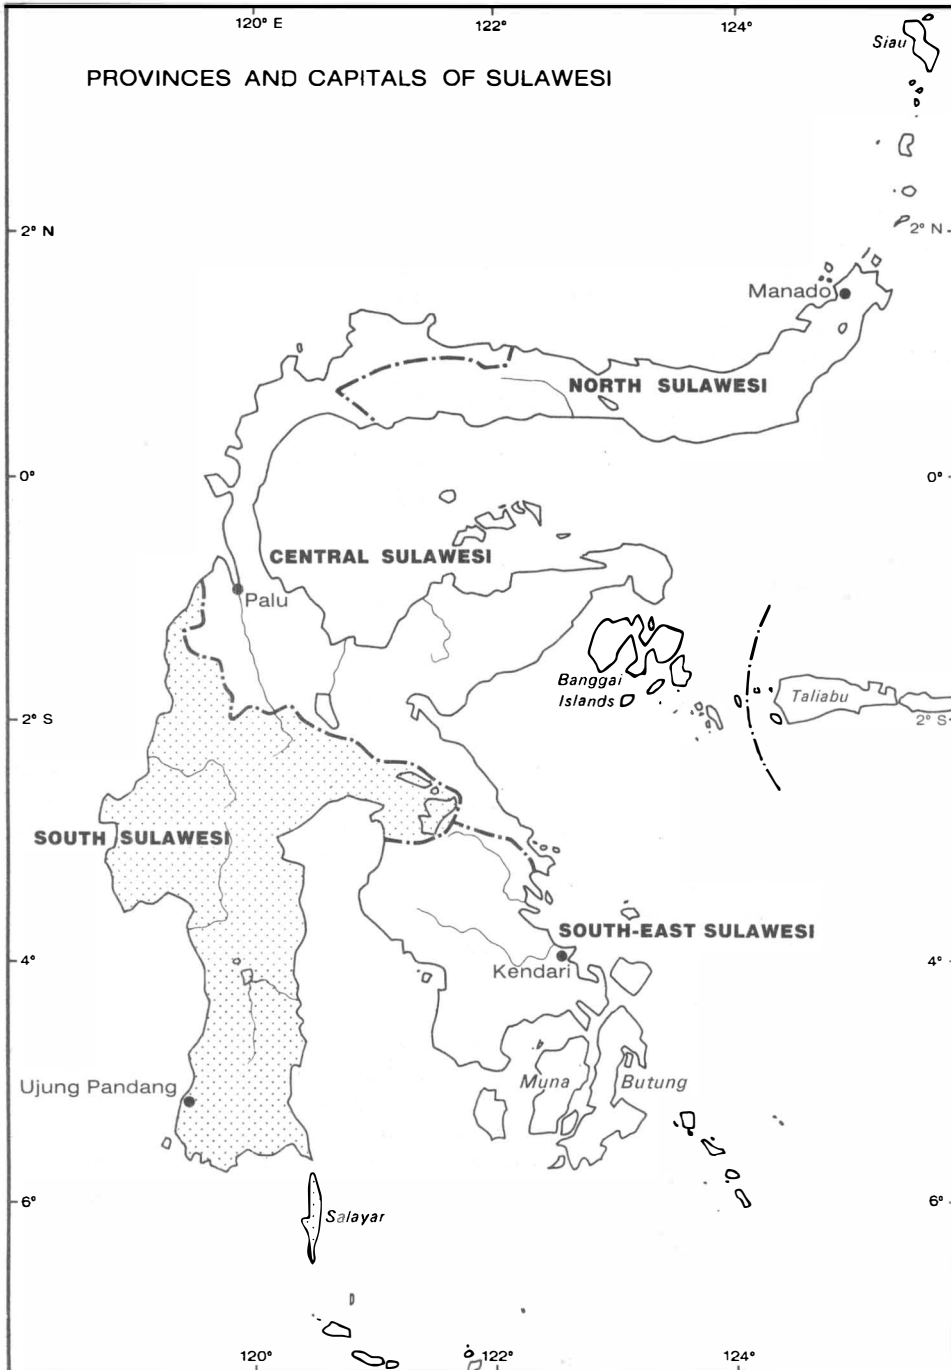 120° E
122°
124°
Siau
PROVINCES AND CAPITALS OF SULAWESI
2° N
2° N
Manado
NORTH SULAWESI
0°
0°
CENTRAL SULAWESI
Palu
Banggai
Islands
Taliabu
2° S
2° S
SOUTH SULAWESI
SOUTH-EAST SULAWESI
4°
4°
Kendari
Ujung Pandang
Muna
Butung
6°
6°
Salayar
120°
122°
124°